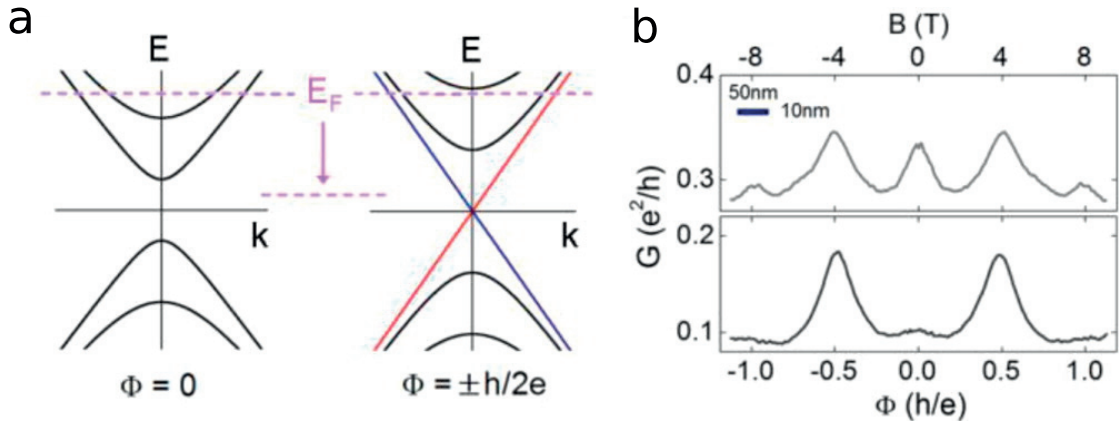 a
E
E
E_F
k
k
Φ = 0
Φ = ±h/2e
b
B (T)
-8 -4 0 4 8
0.4
50nm
10nm
0.3
0.2
0.1
G (e²/h)
-1.0 -0.5 0.0 0.5 1.0
Φ (h/e)